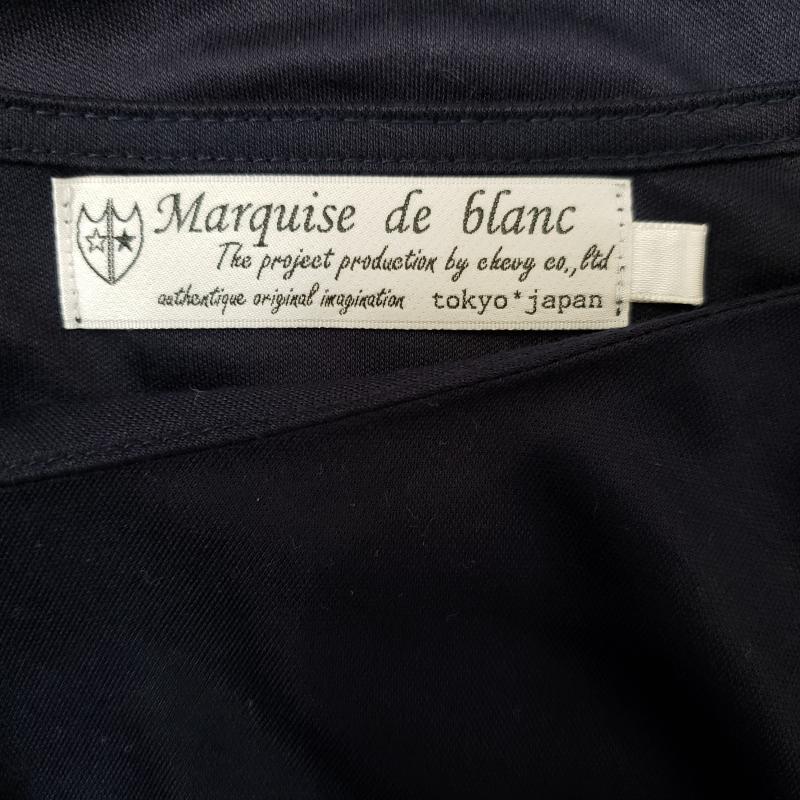 Marquise de blanc
The project production by chevy co.,ltd.
authentique original imagination tokyo*japan